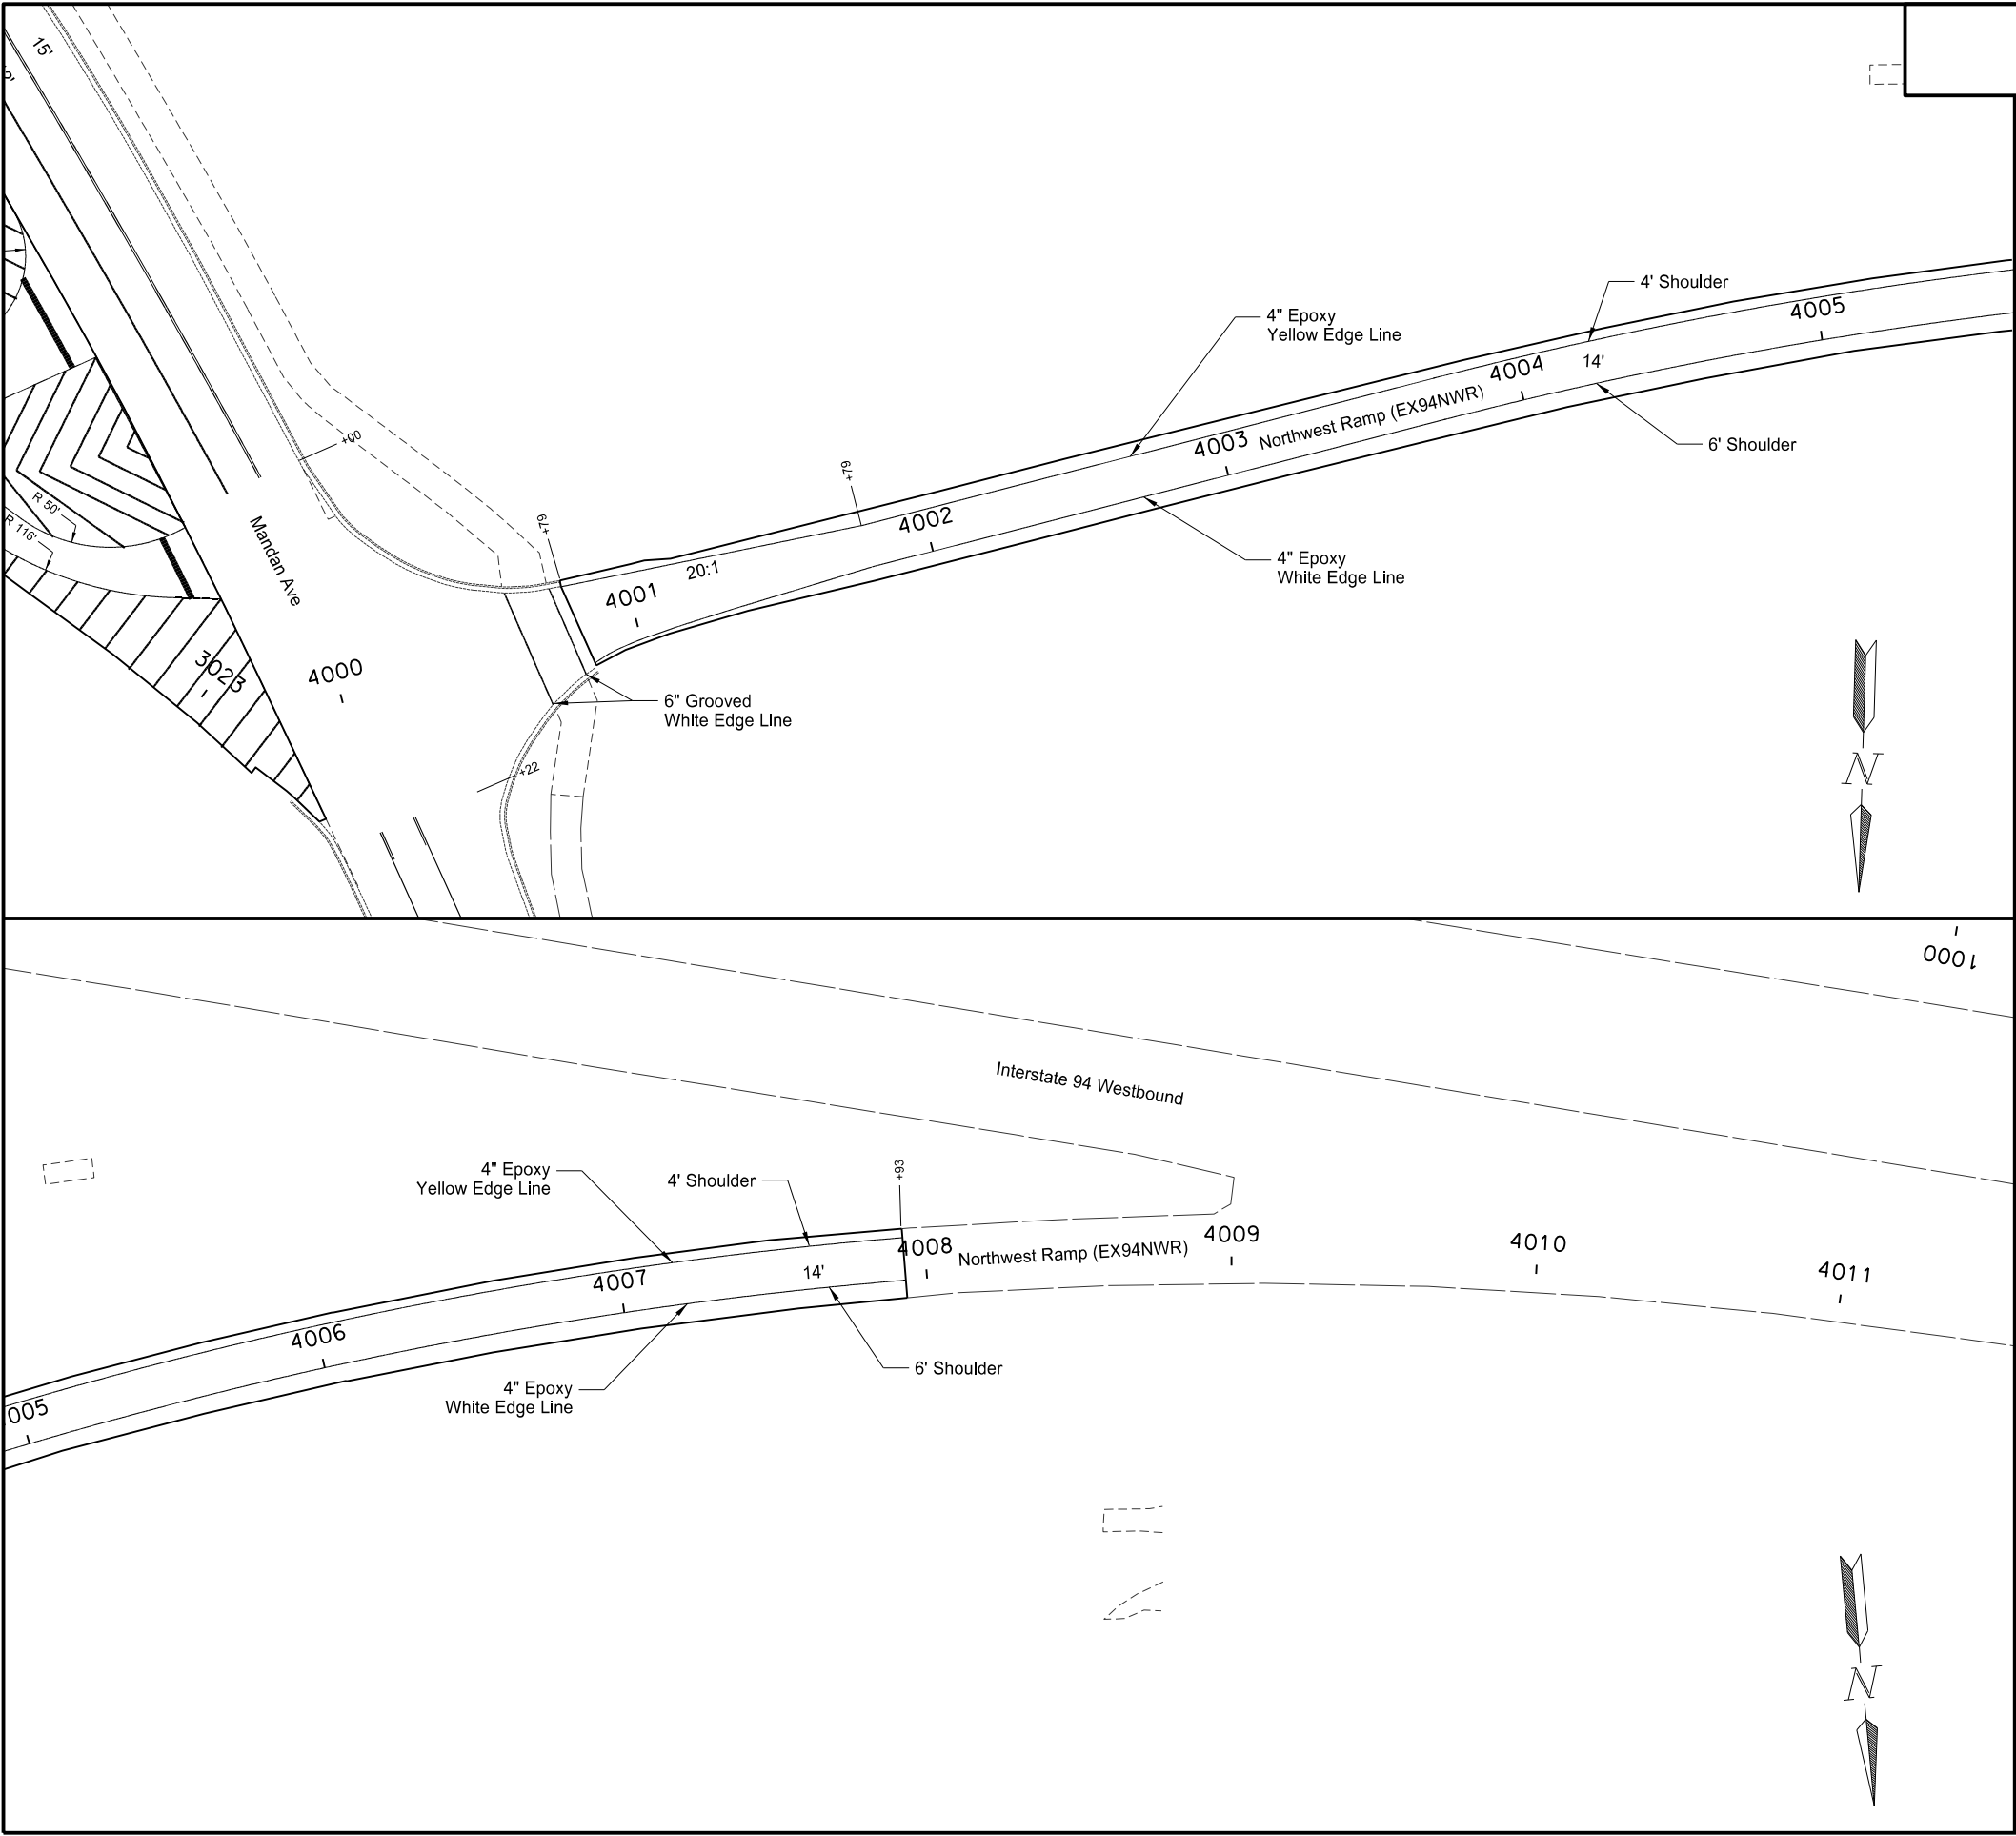 15'
2'
+00
4' Shoulder
4" Epoxy
Yellow Edge Line
4005
4004
14'
Northwest Ramp (EX94NWR)
4003
6' Shoulder
+79
4002
R 50'
R 116'
+79
Mandan Ave
20:1
4001
4" Epoxy
White Edge Line
3023
4000
6" Grooved
White Edge Line
+22
N
1000
Interstate 94 Westbound
4" Epoxy
Yellow Edge Line
4' Shoulder
+93
4008
Northwest Ramp (EX94NWR)
4009
4010
4011
4007
14'
4006
6' Shoulder
4" Epoxy
White Edge Line
005
N